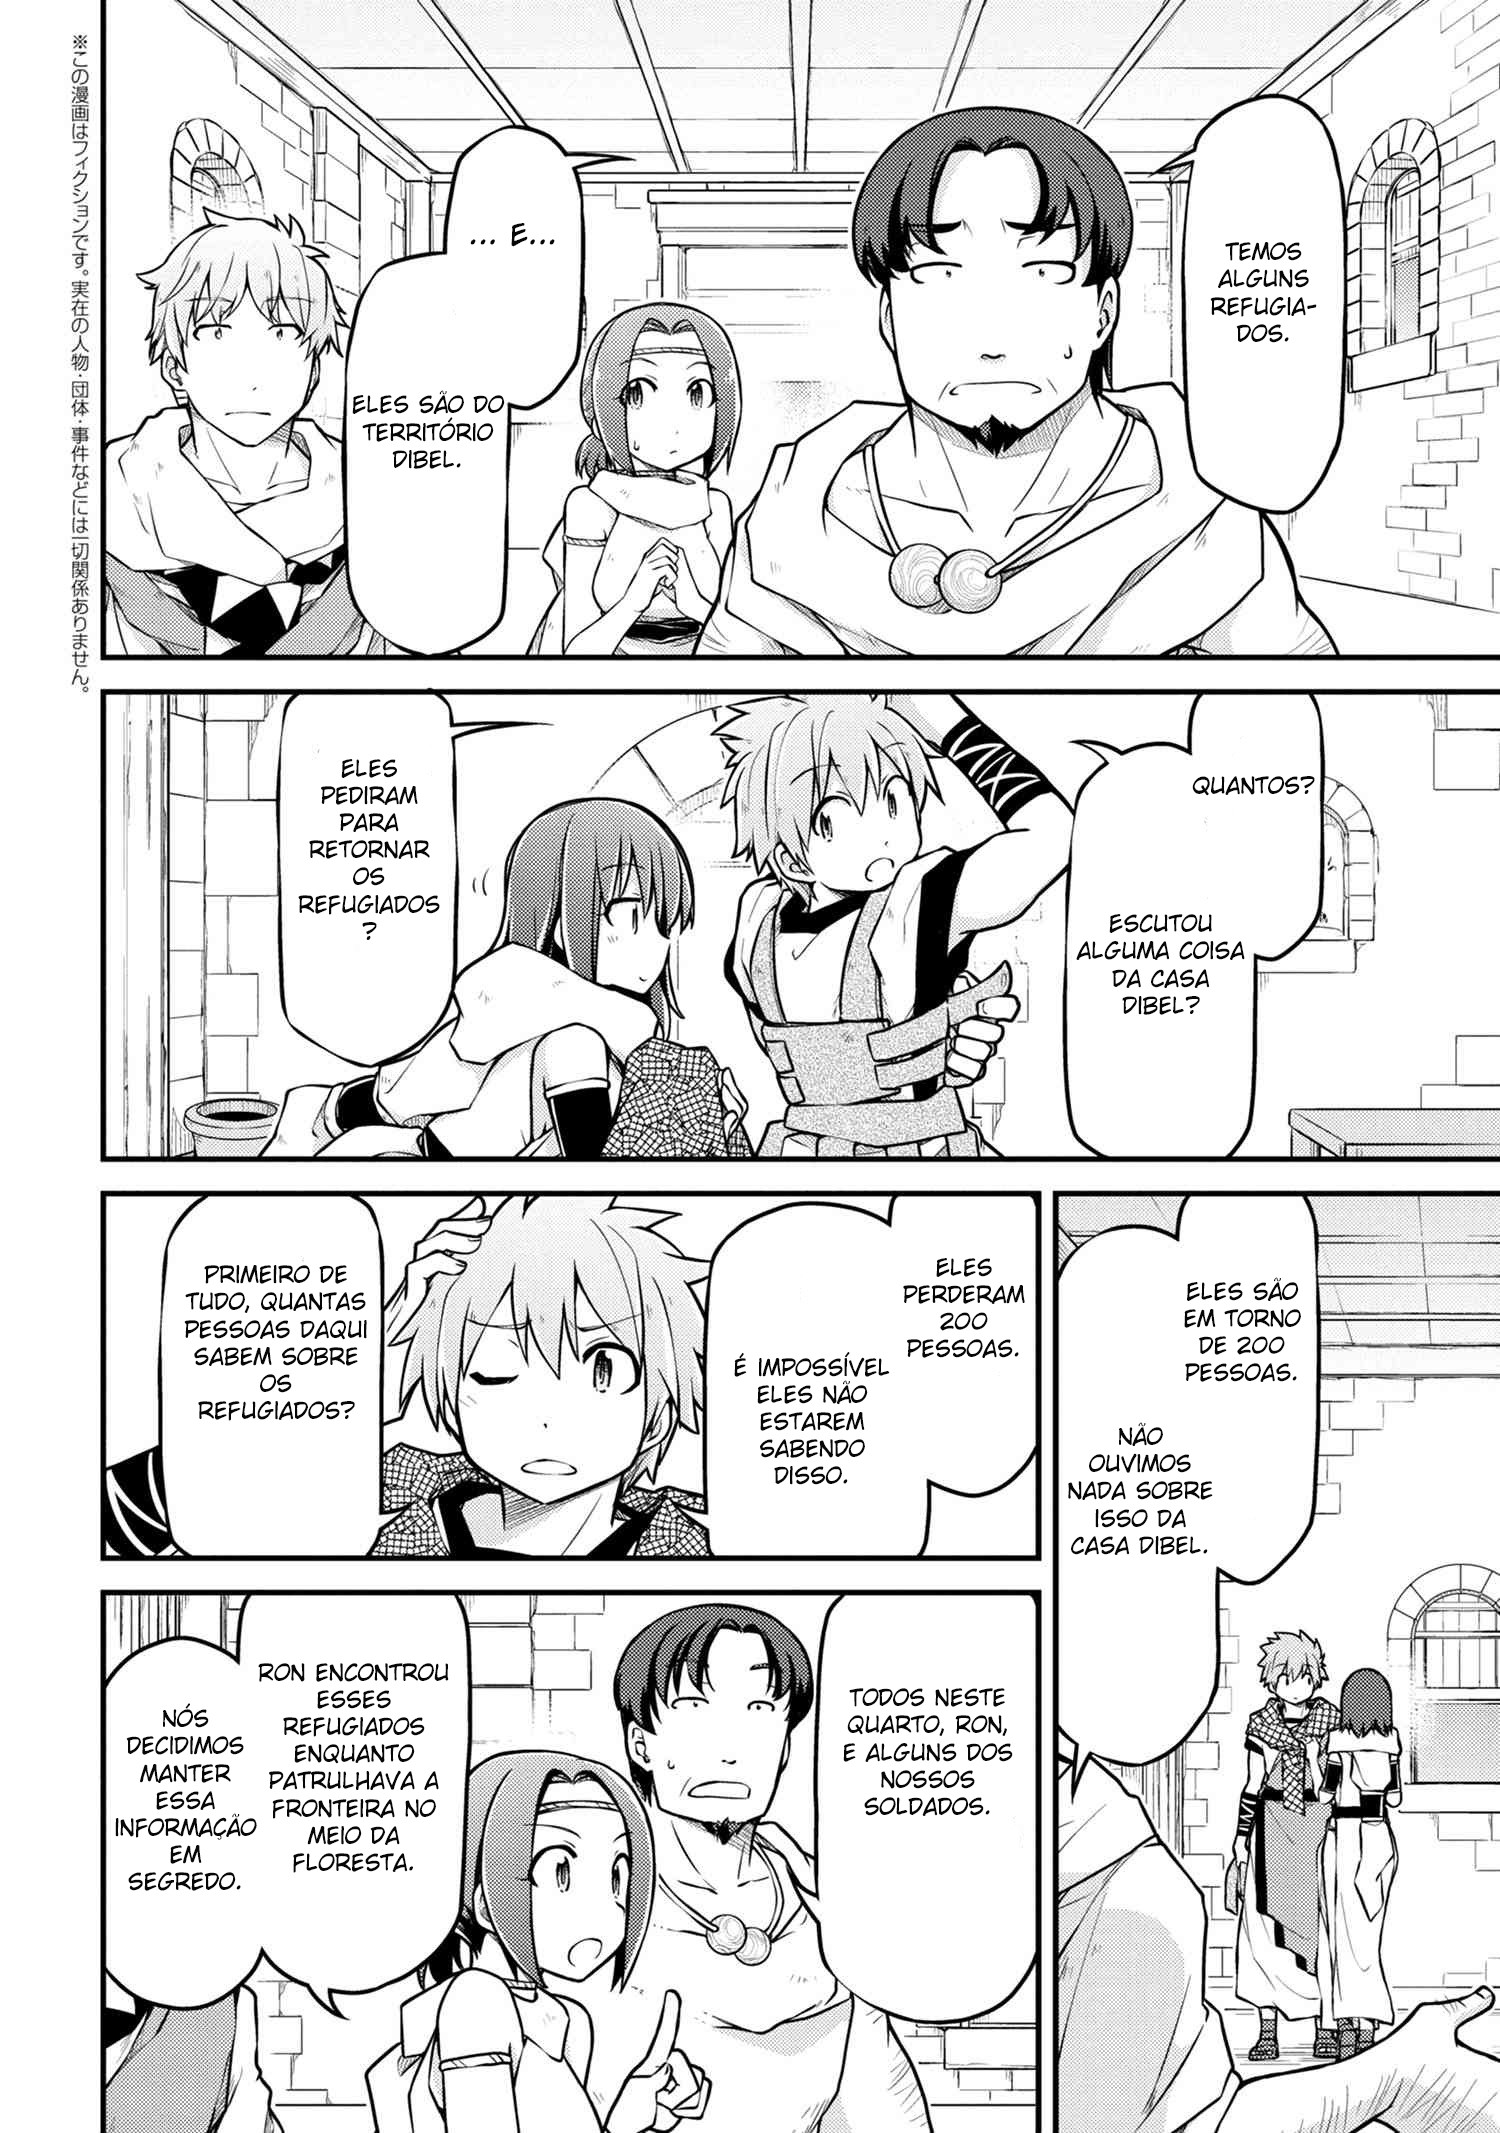 ※この漫画はフィクションです。実在の人物・団体・事件などには一切関係ありません。
TEMOS
ALGUNS
REFUGIA-
DOS.
... E...
ELES SÃO DO
TERRITÓRIO
DIBEL.
QUANTOS?
ESCUTOU
ALGUMA COISA
DA CASA
DIBEL?
ELES
PEDIRAM
PARA
RETORNAR
OS
REFUGIADOS
?
ELES SÃO
EM TORNO
DE 200
PESSOAS.
NÃO
OUVIMOS
NADA SOBRE
ISSO DA
CASA DIBEL.
ELES
PERDERAM
200
PESSOAS.
É IMPOSSÍVEL
ELES NÃO
ESTAREM
SABENDO
DISSO.
PRIMEIRO DE
TUDO, QUANTAS
PESSOAS DAQUI
SABEM SOBRE
OS
REFUGIADOS?
TODOS NESTE
QUARTO, RON,
E ALGUNS DOS
NOSSOS
SOLDADOS.
RON ENCONTROU
ESSES
REFUGIADOS
ENQUANTO
PATRULHAVA A
FRONTEIRA NO
MEIO DA
FLORESTA.
NÓS
DECIDIMOS
MANTER
ESSA
INFORMAÇÃO
EM
SEGREDO.